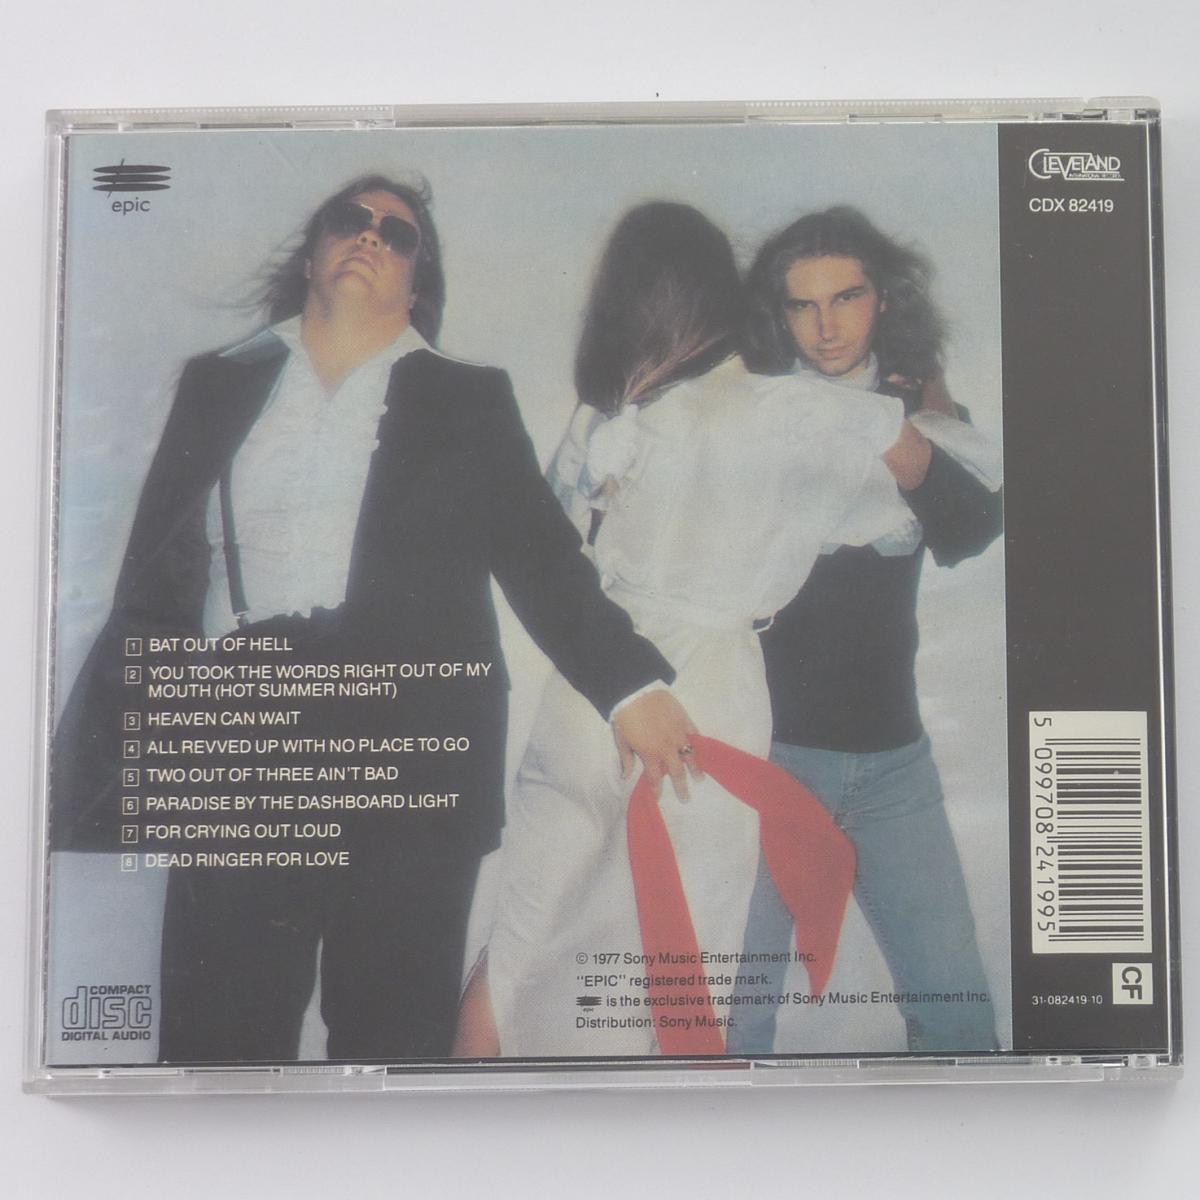 epic
CLEVELAND
INTERNATIONAL RECORDS
CDX 82419
1 BAT OUT OF HELL
2 YOU TOOK THE WORDS RIGHT OUT OF MY
MOUTH (HOT SUMMER NIGHT)
3 HEAVEN CAN WAIT
4 ALL REVVED UP WITH NO PLACE TO GO
5 TWO OUT OF THREE AIN'T BAD
6 PARADISE BY THE DASHBOARD LIGHT
7 FOR CRYING OUT LOUD
8 DEAD RINGER FOR LOVE
© 1977 Sony Music Entertainment Inc.
"EPIC" registered trade mark.
epic is the exclusive trademark of Sony Music Entertainment Inc.
Distribution: Sony Music.
COMPACT
disc
DIGITAL AUDIO
5 099708 241995
CF
31-082419-10